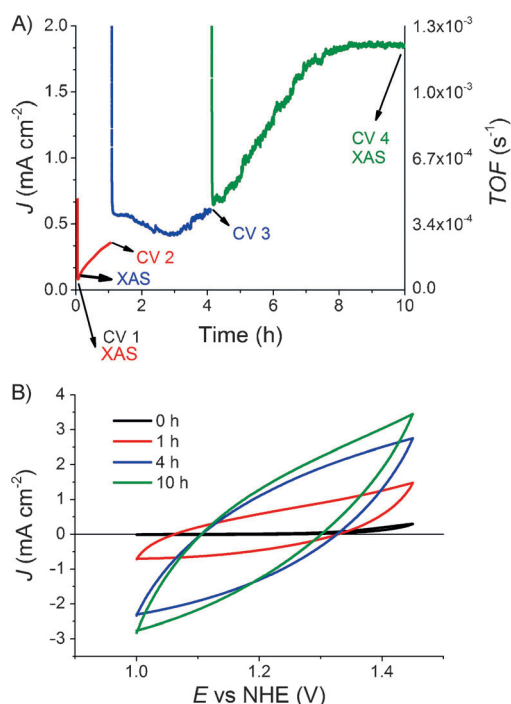 A)
2.0
1.5
1.0
0.5
0.0
J (mA cm⁻²)
1.2x10⁻³
1.0x10⁻³
6.7x10⁻⁴
3.4x10⁻⁴
0.0
TOF (s⁻¹)
CV 4
XAS
CV 3
CV 2
XAS
0 2 4 6 8 10
CV 1
XAS
Time (h)
B)
4
3
2
1
0
-1
-2
-3
J (mA cm⁻²)
0 h
1 h
4 h
10 h
1.0 1.2 1.4
E vs NHE (V)